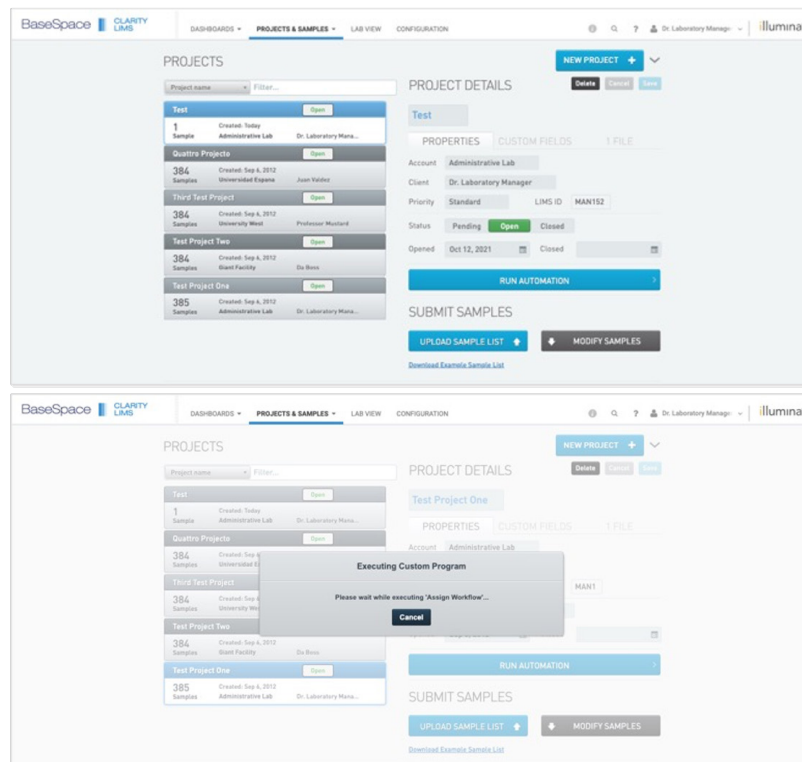 BaseSpace CLARITY LIMS DASHBOARDS PROJECTS & SAMPLES LAB VIEW CONFIGURATION ? Dr. Laboratory Manage illumina
PROJECTS NEW PROJECT +
Project name Filter... PROJECT DETAILS Delete Cancel Save
Test Open Test
1 Created: Today
Sample Administrative Lab Dr. Laboratory Mana...
PROPERTIES CUSTOM FIELDS 1 FILE
Quattro Projecto Open
384 Created: Sep 6, 2012
Samples Universidad Espana Juan Valdez
Account Administrative Lab
Client Dr. Laboratory Manager
Third Test Project Open
384 Created: Sep 6, 2012
Samples University West Professor Mustard
Priority Standard LIMS ID MAN152
Status Pending Open Closed
Test Project Two Open
384 Created: Sep 6, 2012
Samples Giant Facility Da Boss
Opened Oct 12, 2021 Closed
Test Project One Open
385 Created: Sep 6, 2012
Samples Administrative Lab Dr. Laboratory Mana...
RUN AUTOMATION
SUBMIT SAMPLES
UPLOAD SAMPLE LIST MODIFY SAMPLES
Download Example Sample List
BaseSpace CLARITY LIMS DASHBOARDS PROJECTS & SAMPLES LAB VIEW CONFIGURATION ? Dr. Laboratory Manage illumina
PROJECTS NEW PROJECT +
Project name Filter... PROJECT DETAILS Delete Cancel Save
Test Open Test Project One
1 Created: Today
Sample Administrative Lab Dr. Laboratory Mana...
PROPERTIES CUSTOM FIELDS 1 FILE
Quattro Projecto Open
384 Created: Sep 6
Samples Universidad E
Account Administrative Lab
Executing Custom Program
Please wait while executing 'Assign Workflow'...
Cancel
Third Test Project
384 Created: Sep
Samples University We
MAN1
Test Project Two
384 Created: Sep 6, 2012
Samples Giant Facility Da Boss
Test Project One Open
385 Created: Sep 6, 2012
Samples Administrative Lab Dr. Laboratory Mana...
RUN AUTOMATION
SUBMIT SAMPLES
UPLOAD SAMPLE LIST MODIFY SAMPLES
Download Example Sample List